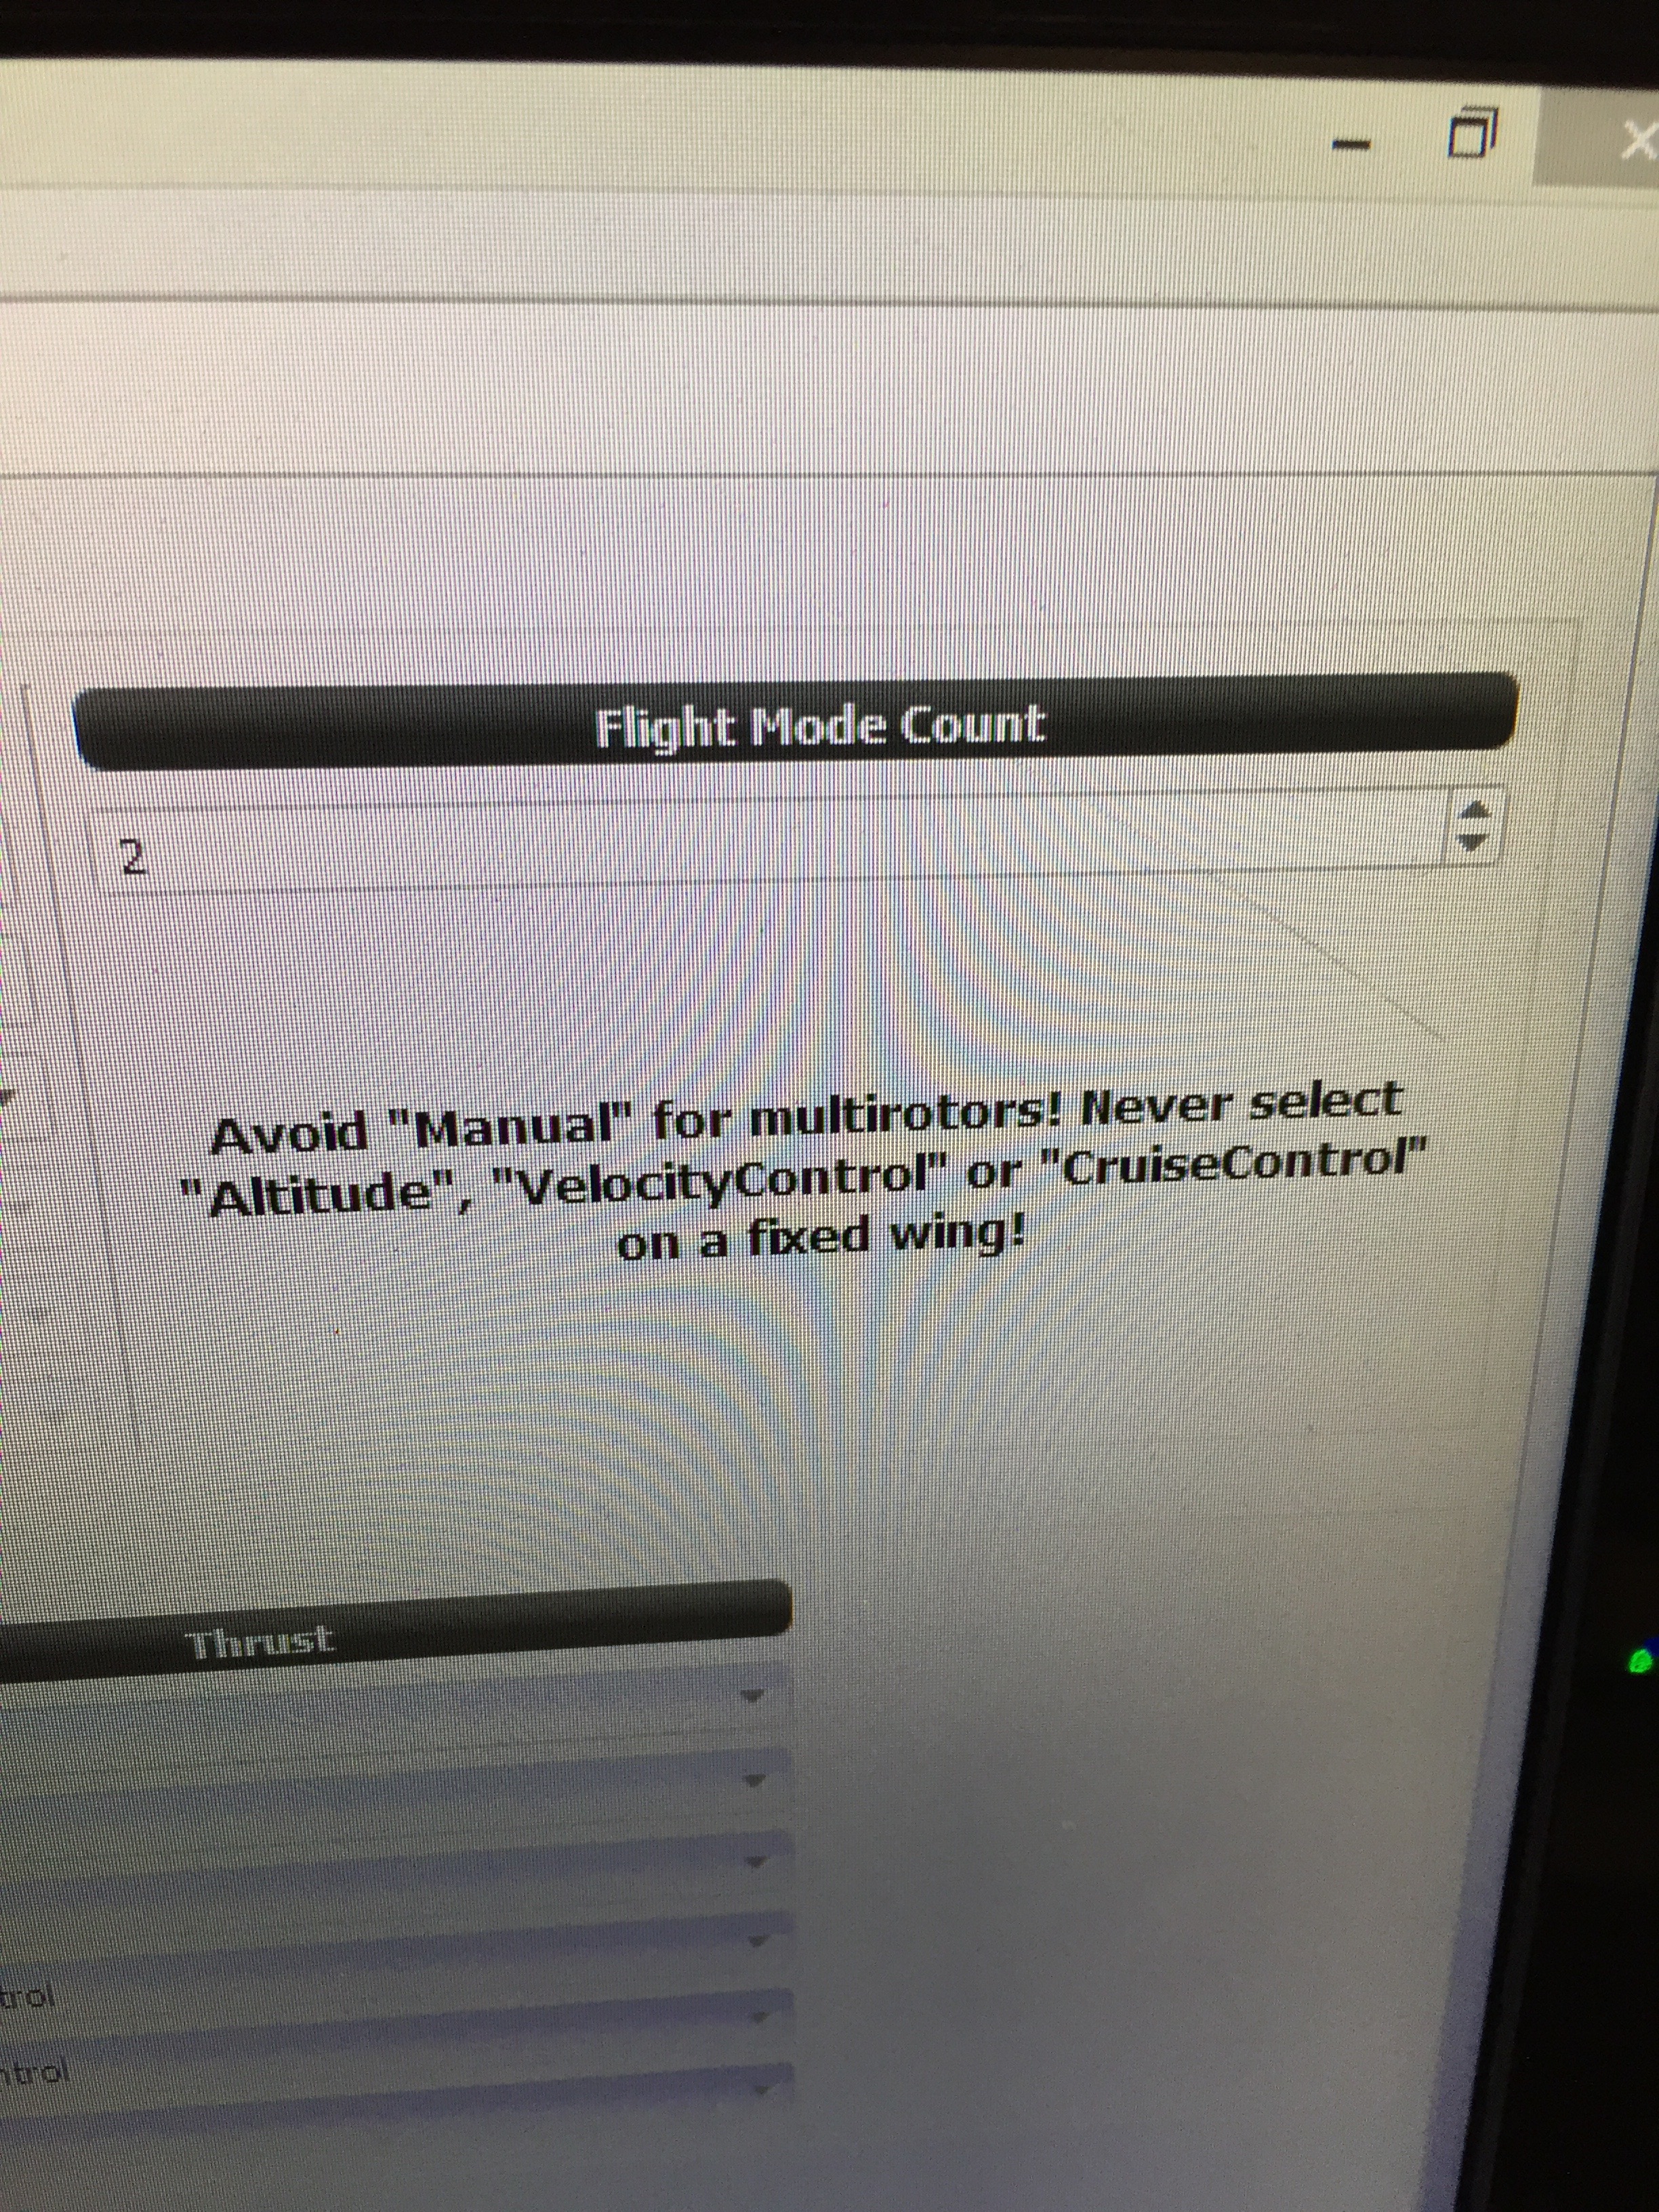 Flight Mode Count
2
Avoid "Manual" for multirotors! Never select
"Altitude", "VelocityControl" or "CruiseControl"
on a fixed wing!
Thrust
trol
ntrol